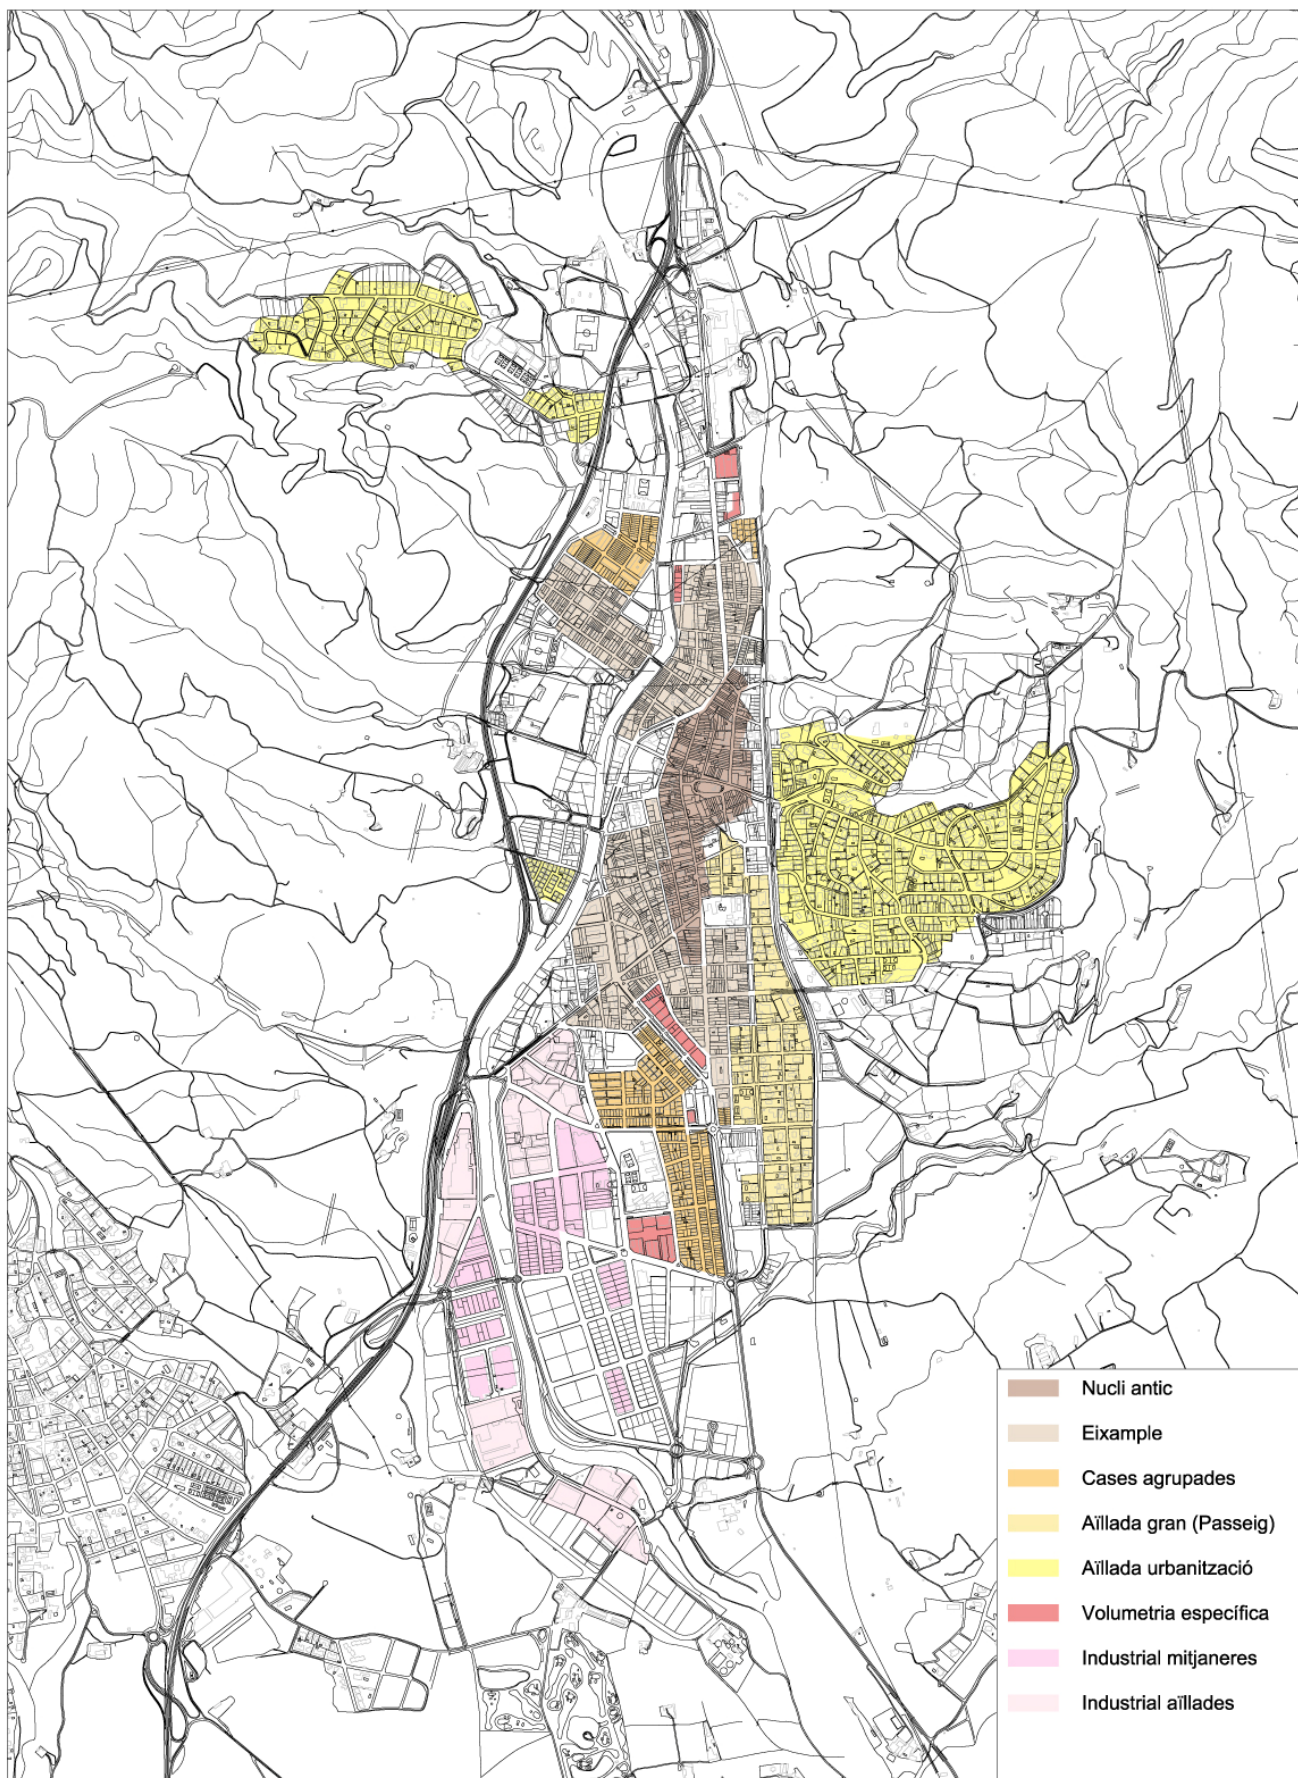 Nucli antic
Eixample
Cases agrupades
Aïllada gran (Passeig)
Aïllada urbanització
Volumetria específica
Industrial mitjaneres
Industrial aïllades